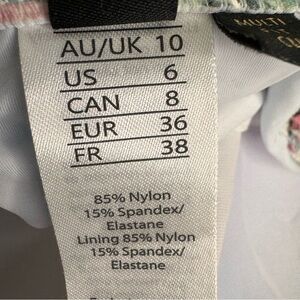 MULTI
AU/UK 10
US 6
CAN 8
EUR 36
FR 38
85% Nylon
15% Spandex/
Elastane
Lining 85% Nylon
15% Spandex/
Elastane